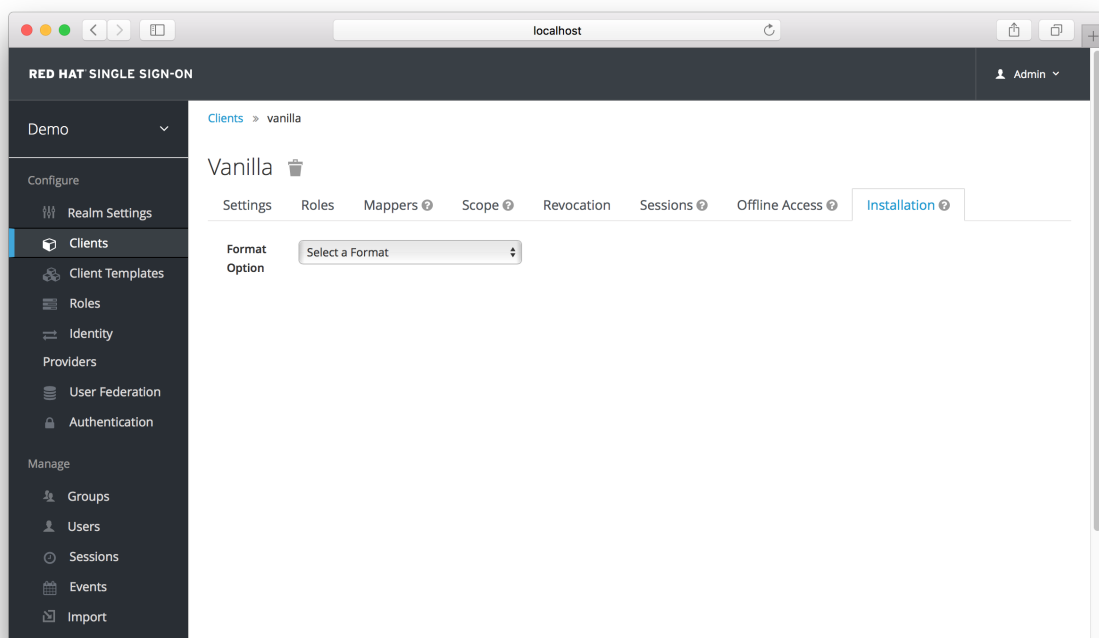 localhost
RED HAT SINGLE SIGN-ON
Admin
Demo
Clients » vanilla
Vanilla
Configure
Settings Roles Mappers Scope Revocation Sessions Offline Access Installation
Realm Settings
Clients
Format
Option
Select a Format
Client Templates
Roles
Identity
Providers
User Federation
Authentication
Manage
Groups
Users
Sessions
Events
Import